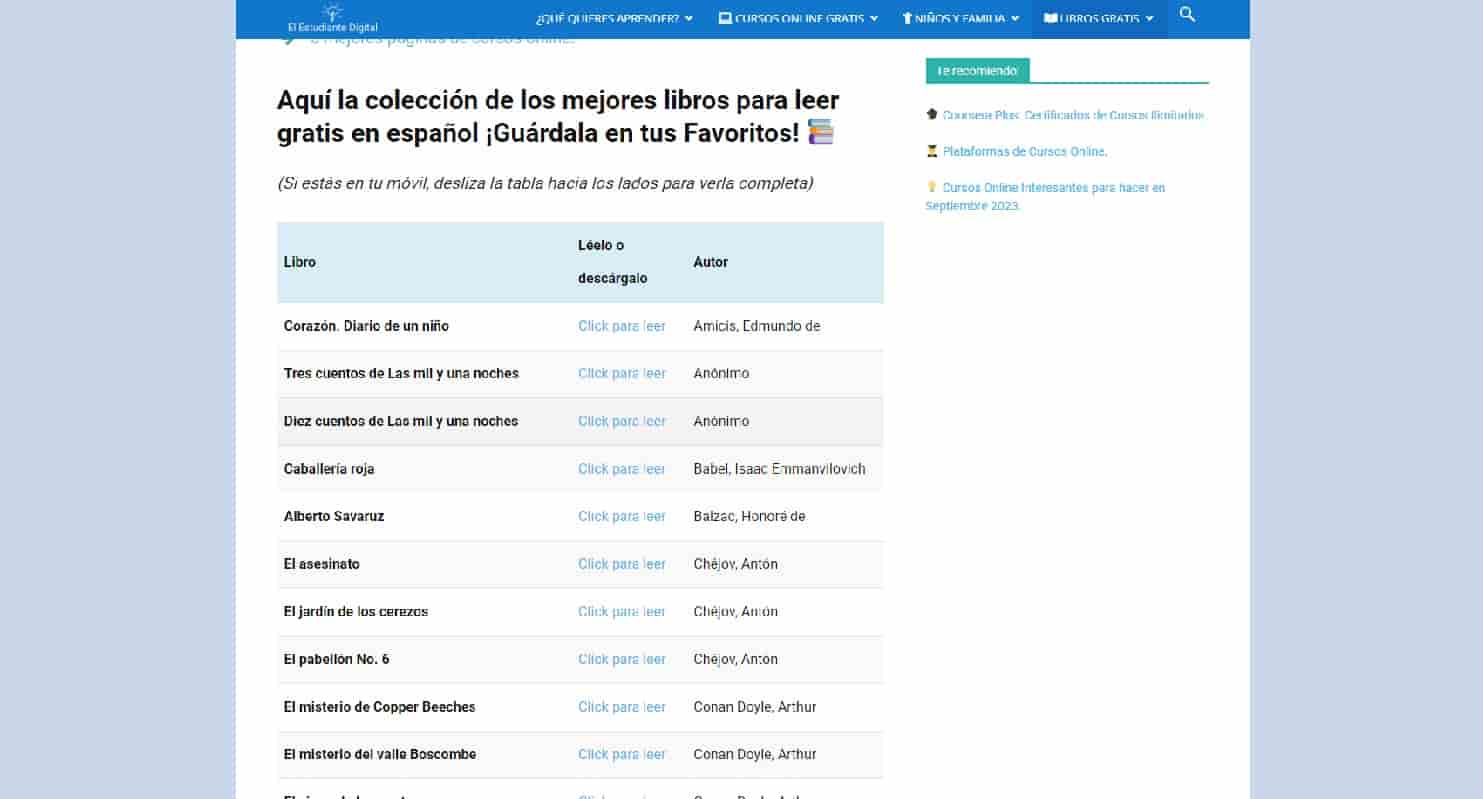 El Estudiante Digital
¿QUÉ QUIERES APRENDER?
CURSOS ONLINE GRATIS
NIÑOS Y FAMILIA
LIBROS GRATIS
mejores páginas de cursos online.
Aquí la colección de los mejores libros para leer
gratis en español ¡Guárdala en tus Favoritos!
(Si estás en tu móvil, desliza la tabla hacia los lados para verla completa)
Libro
Léelo o
descárgalo
Autor
Corazón. Diario de un niño Click para leer Amicis, Edmundo de
Tres cuentos de Las mil y una noches Click para leer Anónimo
Diez cuentos de Las mil y una noches Click para leer Anónimo
Caballería roja Click para leer Babel, Isaac Emmanvilovich
Alberto Savaruz Click para leer Balzac, Honoré de
El asesinato Click para leer Chéjov, Antón
El jardín de los cerezos Click para leer Chéjov, Antón
El pabellón No. 6 Click para leer Chéjov, Antón
El misterio de Copper Beeches Click para leer Conan Doyle, Arthur
El misterio del valle Boscombe Click para leer Conan Doyle, Arthur
Te recomiendo:
Coursera Plus: Certificados de Cursos Ilimitados
Plataformas de Cursos Online.
Cursos Online Interesantes para hacer en
Septiembre 2023.